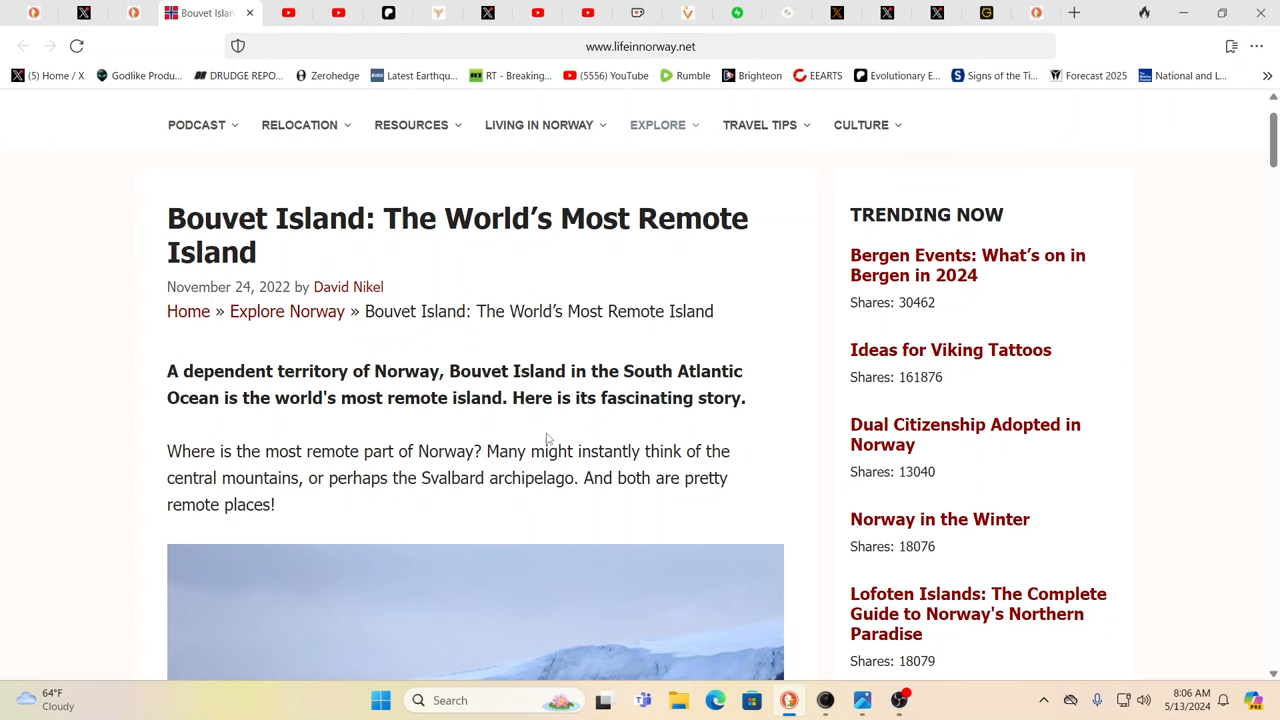 Bouvet Islan
www.lifeinnorway.net
(5) Home / X
Godlike Produ...
DRUDGE REPO...
Zerohedge
Latest Earthqu...
RT - Breaking...
(5556) YouTube
Rumble
Brighteon
EEARTS
Evolutionary E...
Signs of the Ti...
Forecast 2025
National and L...
PODCAST
RELOCATION
RESOURCES
LIVING IN NORWAY
EXPLORE
TRAVEL TIPS
CULTURE
Bouvet Island: The World’s Most Remote
Island
November 24, 2022 by David Nikel
Home » Explore Norway » Bouvet Island: The World’s Most Remote Island
A dependent territory of Norway, Bouvet Island in the South Atlantic
Ocean is the world's most remote island. Here is its fascinating story.
Where is the most remote part of Norway? Many might instantly think of the
central mountains, or perhaps the Svalbard archipelago. And both are pretty
remote places!
TRENDING NOW
Bergen Events: What’s on in
Bergen in 2024
Shares: 30462
Ideas for Viking Tattoos
Shares: 161876
Dual Citizenship Adopted in
Norway
Shares: 13040
Norway in the Winter
Shares: 18076
Lofoten Islands: The Complete
Guide to Norway's Northern
Paradise
Shares: 18079
64°F
Cloudy
Search
8:06 AM
5/13/2024